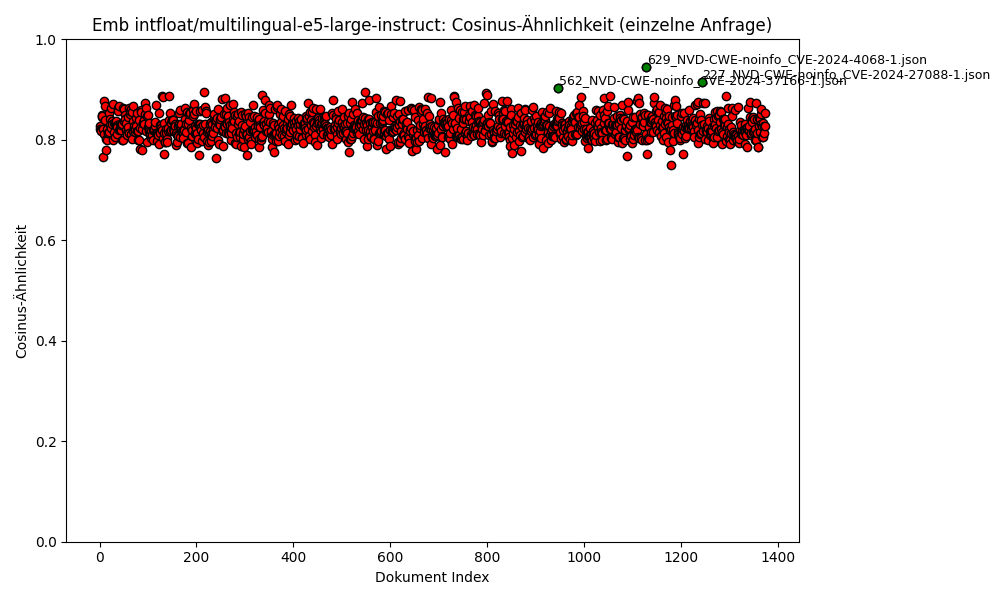 Emb intfloat/multilingual-e5-large-instruct: Cosinus-Ähnlichkeit (einzelne Anfrage)
1.0
629_NVD-CWE-noinfo_CVE-2024-4068-1.json
227_NVD-CWE-noinfo_CVE-2024-27088-1.json
562_NVD-CWE-noinfo_CVE-2024-37166-1.json
0.8
0.6
0.4
0.2
0.0
Cosinus-Ähnlichkeit
0 200 400 600 800 1000 1200 1400
Dokument Index